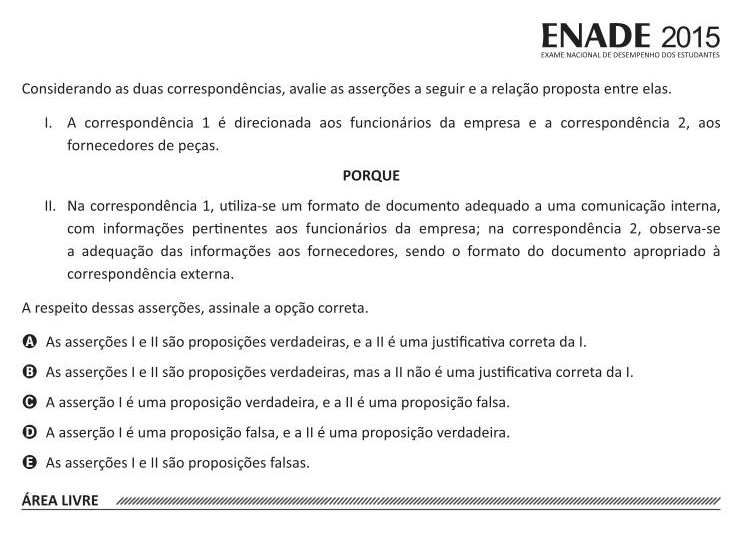 ENADE 2015
EXAME NACIONAL DE DESEMPENHO DOS ESTUDANTES
Considerando as duas correspondências, avalie as asserções a seguir e a relação proposta entre elas.
I. A correspondência 1 é direcionada aos funcionários da empresa e a correspondência 2, aos
fornecedores de peças.
PORQUE
II. Na correspondência 1, utiliza-se um formato de documento adequado a uma comunicação interna,
com informações pertinentes aos funcionários da empresa; na correspondência 2, observa-se
a adequação das informações aos fornecedores, sendo o formato do documento apropriado à
correspondência externa.
A respeito dessas asserções, assinale a opção correta.
A As asserções I e II são proposições verdadeiras, e a II é uma justificativa correta da I.
B As asserções I e II são proposições verdadeiras, mas a II não é uma justificativa correta da I.
C A asserção I é uma proposição verdadeira, e a II é uma proposição falsa.
D A asserção I é uma proposição falsa, e a II é uma proposição verdadeira.
E As asserções I e II são proposições falsas.
ÁREA LIVRE